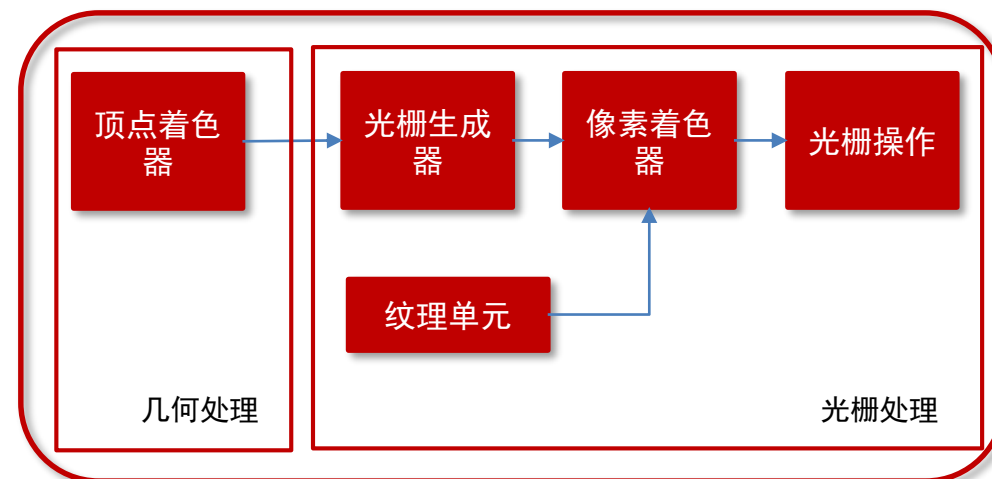 顶点着色
器
光栅生成
器
像素着色
器
光栅操作
纹理单元
几何处理
光栅处理